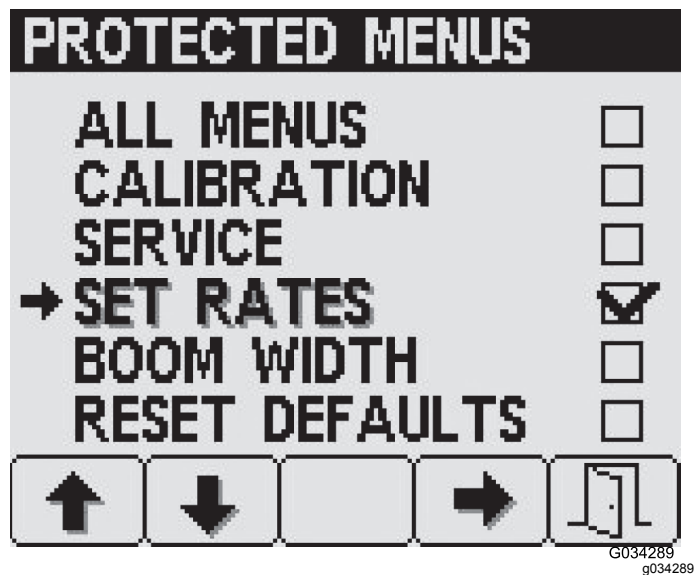 PROTECTED MENUS
ALL MENUS
CALIBRATION
SERVICE
SET RATES
BOOM WIDTH
RESET DEFAULTS
G034289
g034289